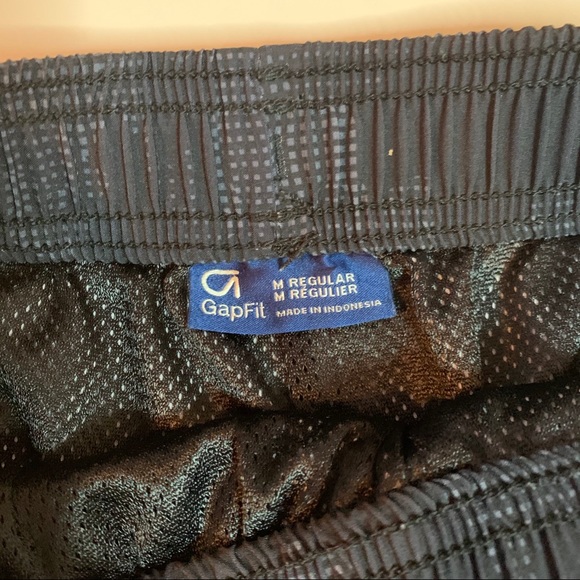 GapFit
M REGULAR
M RÉGULIER
MADE IN INDONESIA